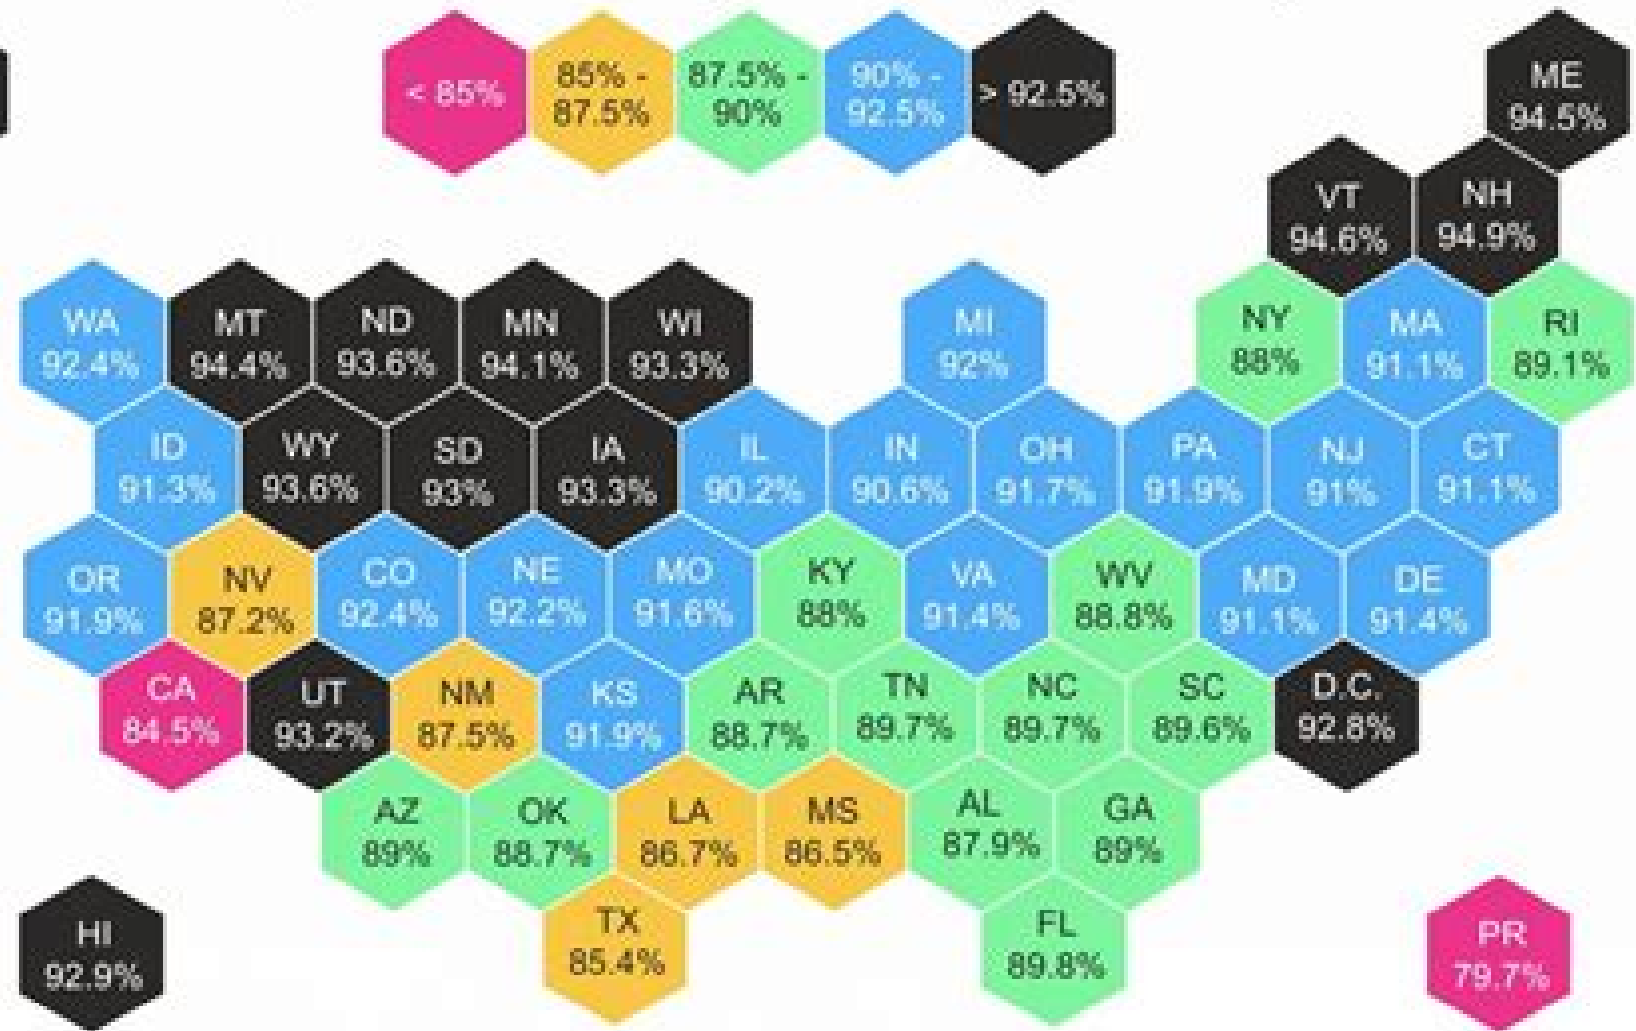 < 85%
85% -
87.5%
87.5% -
90%
90% -
92.5%
> 92.5%
ME
94.5%
VT
94.6%
NH
94.9%
WA
92.4%
MT
94.4%
ND
93.6%
MN
94.1%
WI
93.3%
MI
92%
NY
88%
MA
91.1%
RI
89.1%
ID
91.3%
WY
93.6%
SD
93%
IA
93.3%
IL
90.2%
IN
90.6%
OH
91.7%
PA
91.9%
NJ
91%
CT
91.1%
OR
91.9%
NV
87.2%
CO
92.4%
NE
92.2%
MO
91.6%
KY
88%
VA
91.4%
WV
88.8%
MD
91.1%
DE
91.4%
CA
84.5%
UT
93.2%
NM
87.5%
KS
91.9%
AR
88.7%
TN
89.7%
NC
89.7%
SC
89.6%
D.C.
92.8%
AZ
89%
OK
88.7%
LA
86.7%
MS
86.5%
AL
87.9%
GA
89%
HI
92.9%
TX
85.4%
FL
89.8%
PR
79.7%